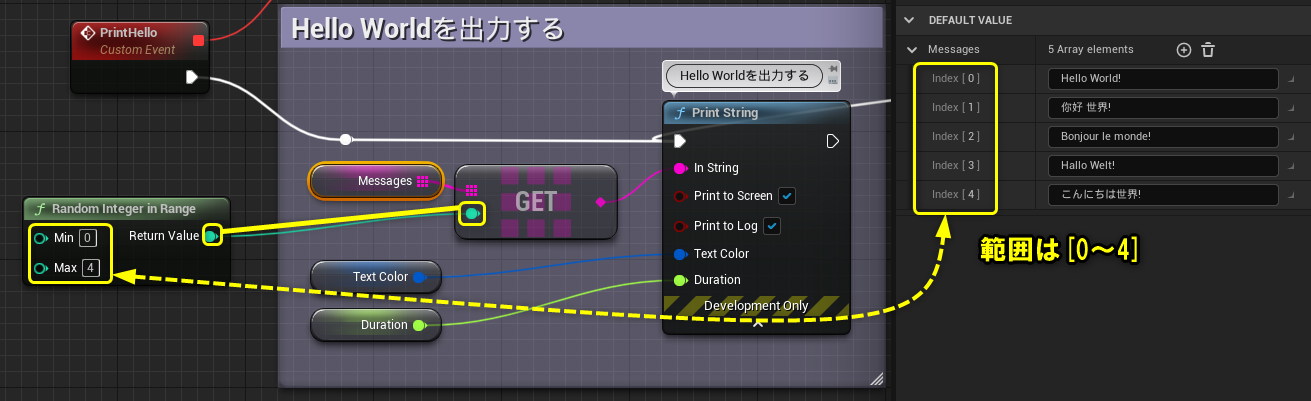 PrintHello
Custom Event
Hello Worldを出力する
Hello Worldを出力する
Print String
In String
Print to Screen
Print to Log
Text Color
Duration
Development Only
Messages
GET
Random Integer in Range
Min 0
Return Value
Max 4
Text Color
Duration
DEFAULT VALUE
Messages 5 Array elements
Index [ 0 ] Hello World!
Index [ 1 ] 你好 世界!
Index [ 2 ] Bonjour le monde!
Index [ 3 ] Hallo Welt!
Index [ 4 ] こんにちは世界!
範囲は[0～4]